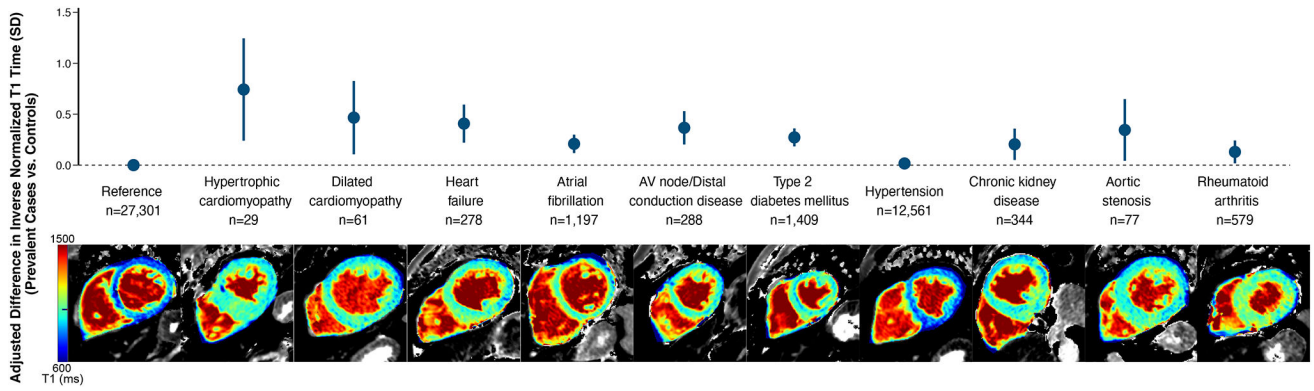 Adjusted Difference in Inverse Normalized T1 Time (SD)
(Prevalent Cases vs. Controls)
1.5
1.0
0.5
0.0
Reference
n=27,301
Hypertrophic
cardiomyopathy
n=29
Dilated
cardiomyopathy
n=61
Heart
failure
n=278
Atrial
fibrillation
n=1,197
AV node/Distal
conduction disease
n=288
Type 2
diabetes mellitus
n=1,409
Hypertension
n=12,561
Chronic kidney
disease
n=344
Aortic
stenosis
n=77
Rheumatoid
arthritis
n=579
1500
600
T1 (ms)